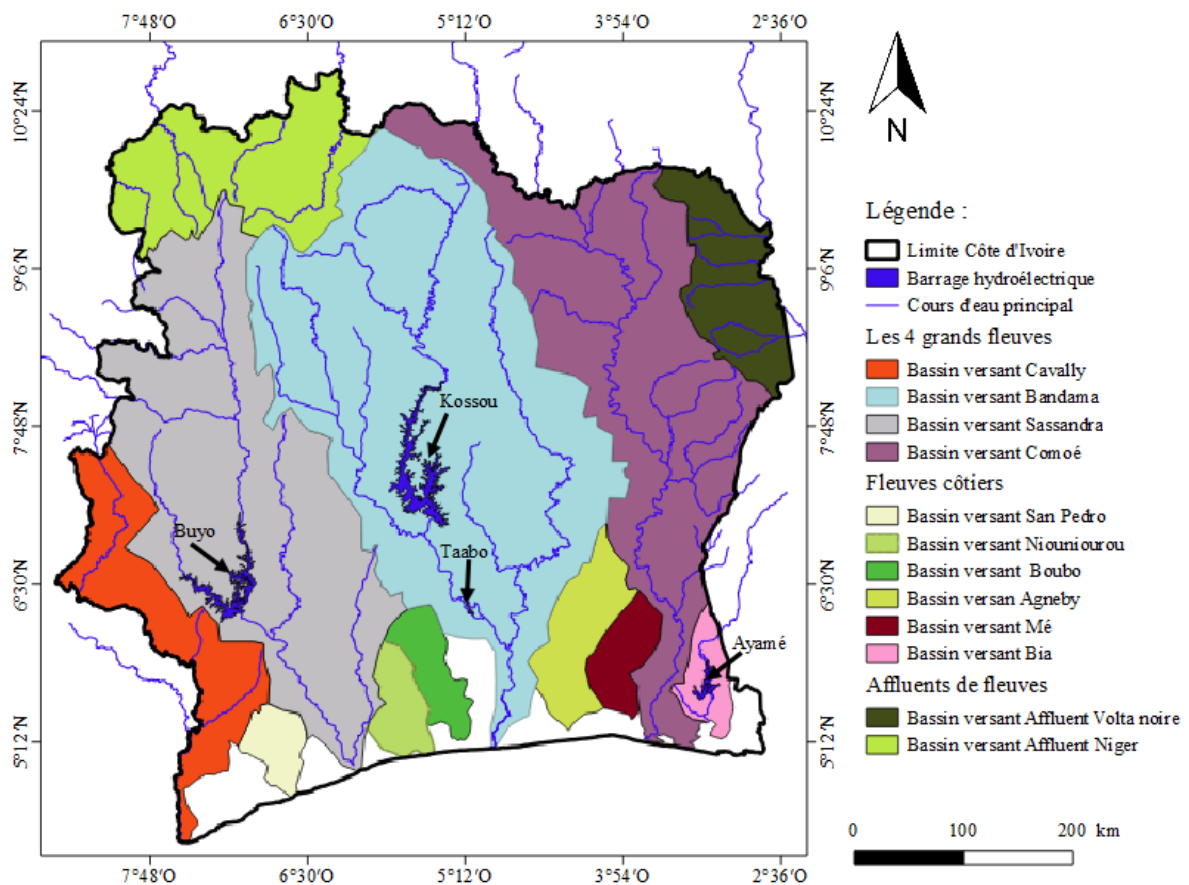 7°48′O 6°30′O 5°12′O 3°54′O 2°36′O
10°24′N
9°6′N
7°48′N
6°30′N
5°12′N
Kossou
Buyo
Taabo
Ayamé
10°24′N
9°6′N
7°48′N
6°30′N
5°12′N
7°48′O 6°30′O 5°12′O 3°54′O 2°36′O
N
Légende :
Limite Côte d'Ivoire
Barrage hydroélectrique
Cours d'eau principal
Les 4 grands fleuves
Bassin versant Cavally
Bassin versant Bandama
Bassin versant Sassandra
Bassin versant Comoé
Fleuves côtiers
Bassin versant San Pedro
Bassin versant Niouniourou
Bassin versant Boubo
Bassin versan Agneby
Bassin versant Mé
Bassin versant Bia
Affluents de fleuves
Bassin versant Affluent Volta noire
Bassin versant Affluent Niger
0 100 200 km